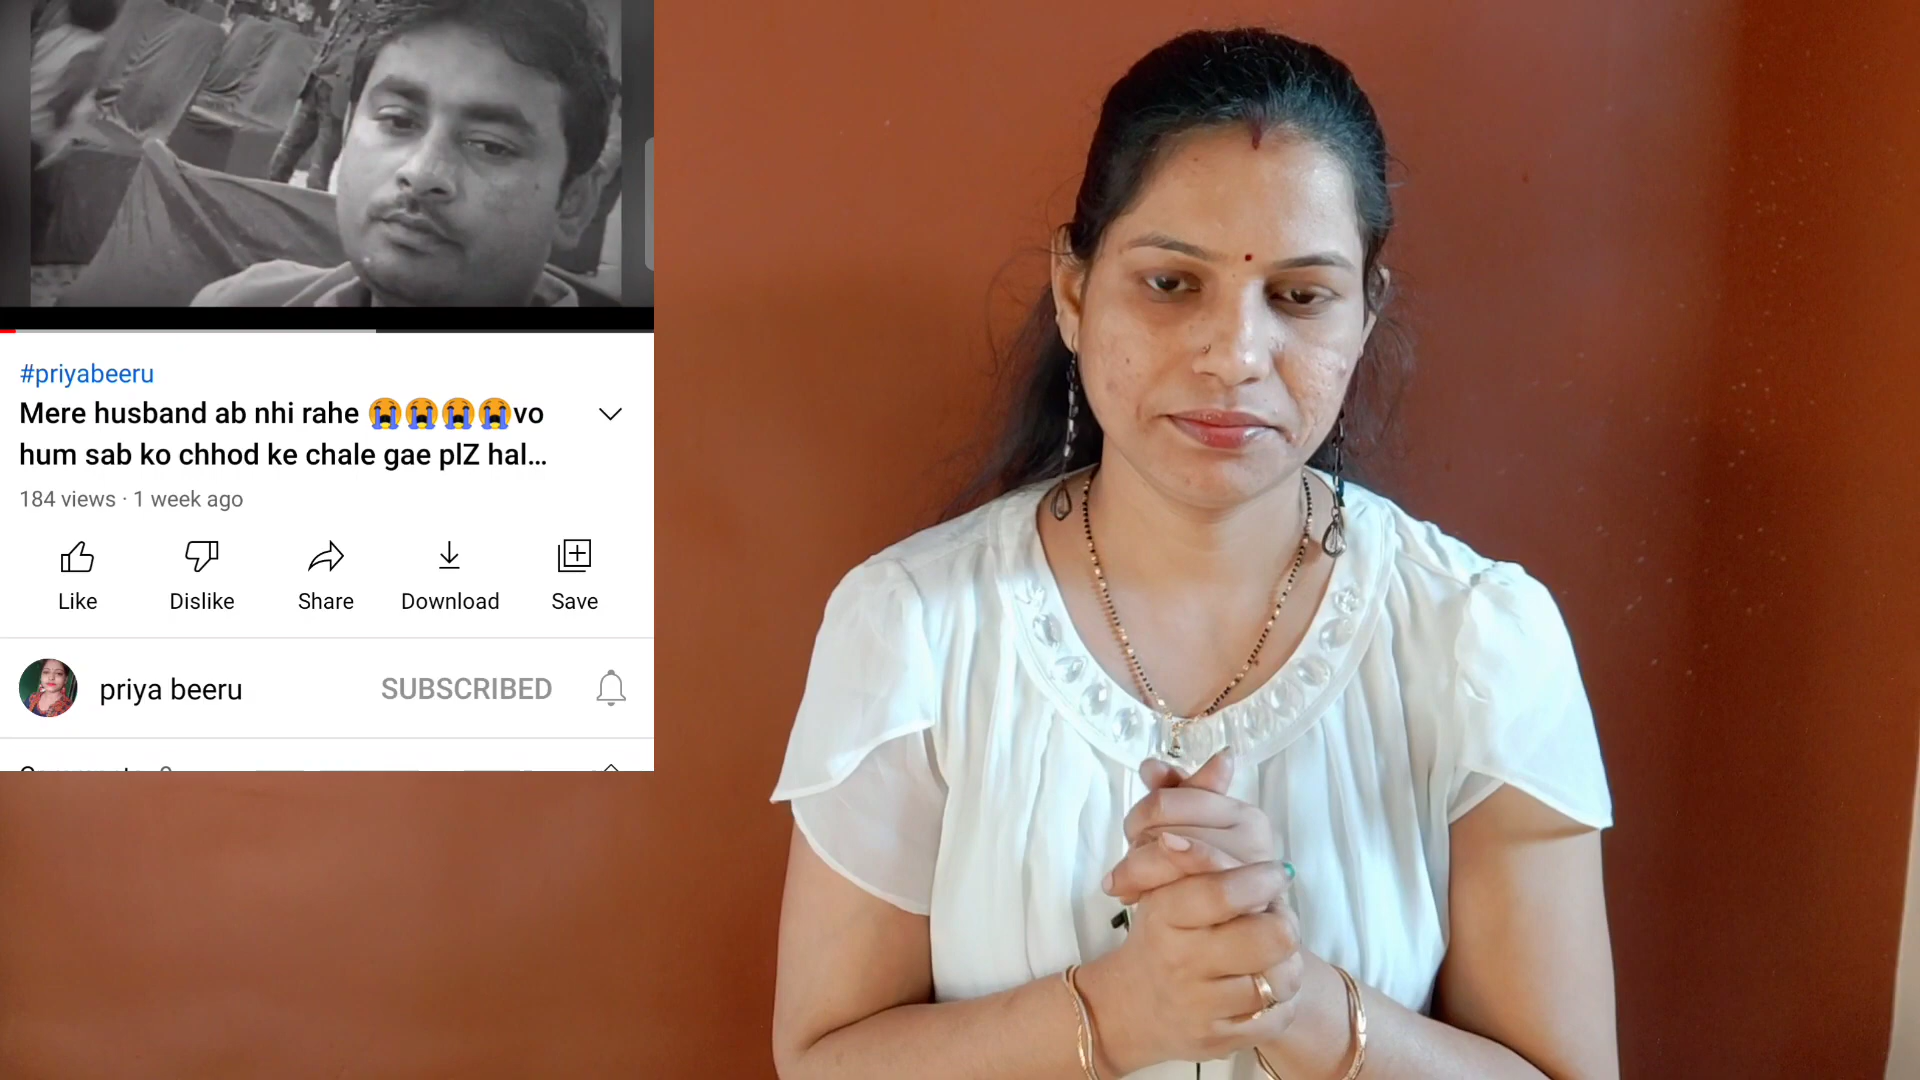 #priyabeeru
Mere husband ab nhi rahe 😭😭😭😭vo
hum sab ko chhod ke chale gae plZ hal...
184 views · 1 week ago
Like Dislike Share Download Save
priya beeru SUBSCRIBED